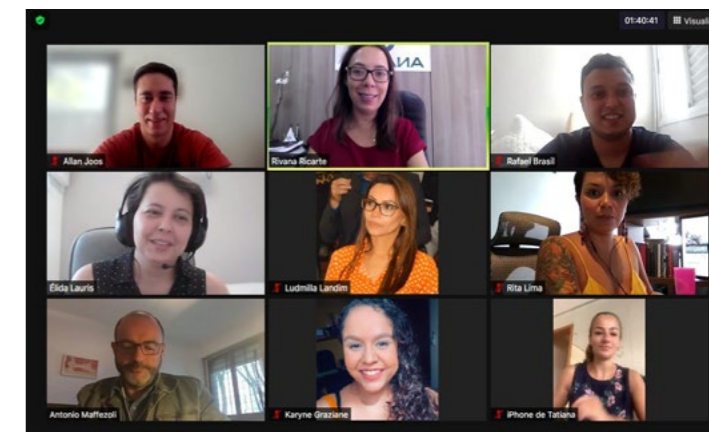 01:40:41 Visuali
ANA
Allan Joos
Rivana Ricarte
Rafael Brasil
Élida Lauris
Ludmilla Landim
Rita Lima
Antonio Maffezoli
Karyne Graziane
iPhone de Tatiana